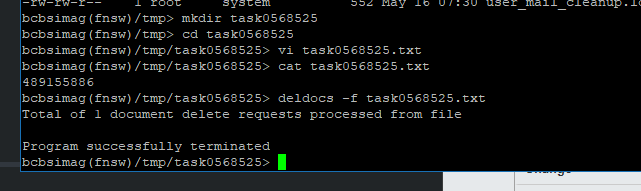 -rw-rw-r-- 1 root system 552 May 16 07:30 user_mail_cleanup.lo
bcbsimag(fnsw)/tmp> mkdir task0568525
bcbsimag(fnsw)/tmp> cd task0568525
bcbsimag(fnsw)/tmp/task0568525> vi task0568525.txt
bcbsimag(fnsw)/tmp/task0568525> cat task0568525.txt
489155886
bcbsimag(fnsw)/tmp/task0568525> deldocs -f task0568525.txt
Total of 1 document delete requests processed from file
Program successfully terminated
bcbsimag(fnsw)/tmp/task0568525>